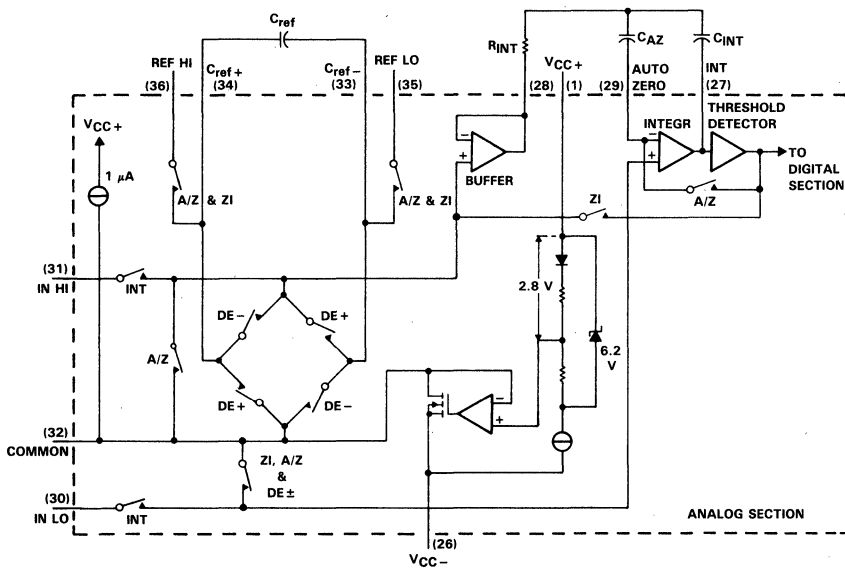 Cref
REF HI
(36)
Cref+
(34)
Cref−
(33)
REF LO
(35)
RINT
(28)
VCC+
(1)
CAZ
(29)
AUTO
ZERO
CINT
INT
(27)
THRESHOLD
DETECTOR
INTEGR
VCC+
1 μA
A/Z & ZI
A/Z & ZI
−
+
BUFFER
−
+
TO
DIGITAL
SECTION
A/Z
ZI
(31)
IN HI
INT
DE−
DE+
2.8 V
6.2
V
A/Z
DE+
DE−
−
+
(32)
COMMON
ZI, A/Z
&
DE±
(30)
IN LO
INT
ANALOG SECTION
(26)
VCC−